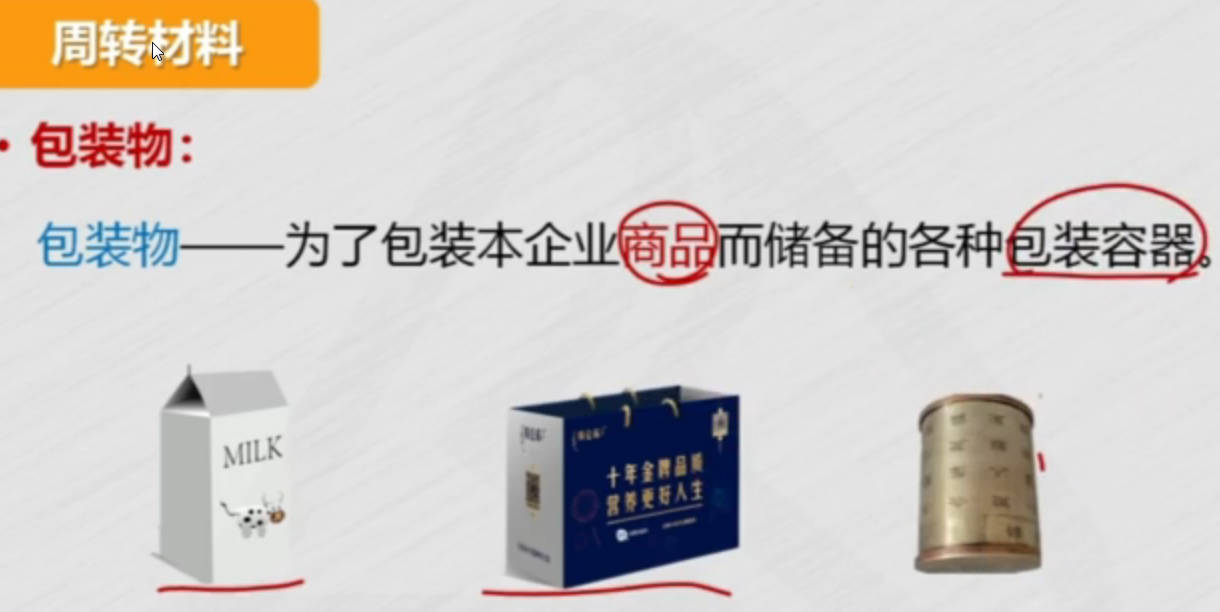 周转材料
• 包装物：
包装物——为了包装本企业商品而储备的各种包装容器。
MILK
十年金牌品质
营养更好人生